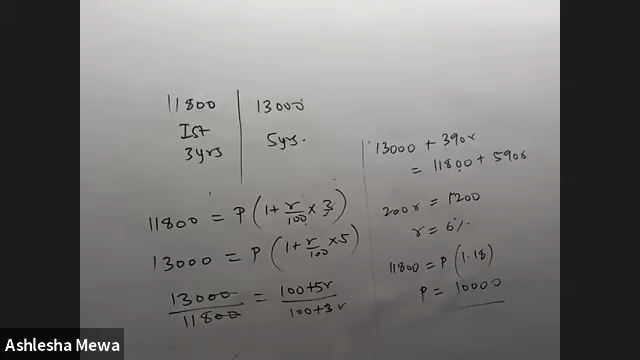 11800 | 13000
Ist
3yrs
5yrs.
11800 = P (1 + r/100 × 3)
13000 = P (1 + r/100 × 5)
13000/11800 = 100+5r/100+3r
13000 + 390r
= 11800 + 590r
200r = 1200
r = 6%
11800 = P (1.18)
P = 10000
Ashlesha Mewa